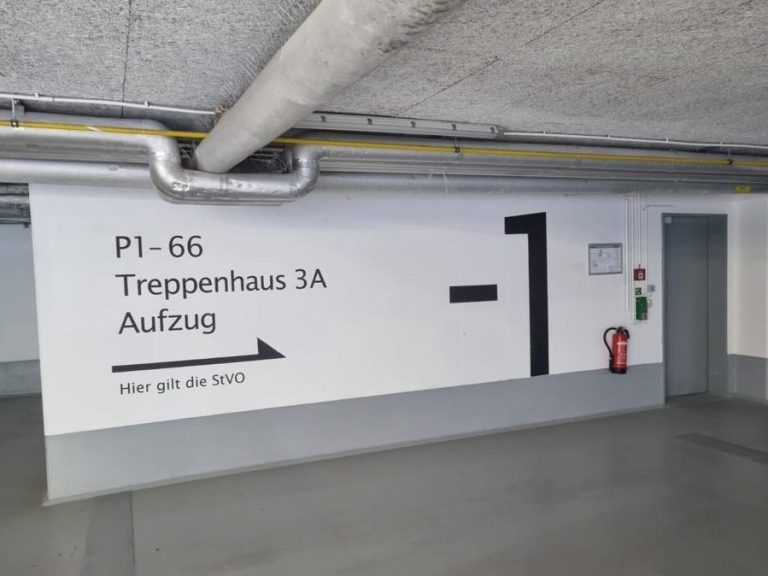 P1-66
Treppenhaus 3A
Aufzug
Hier gilt die StVO
-1